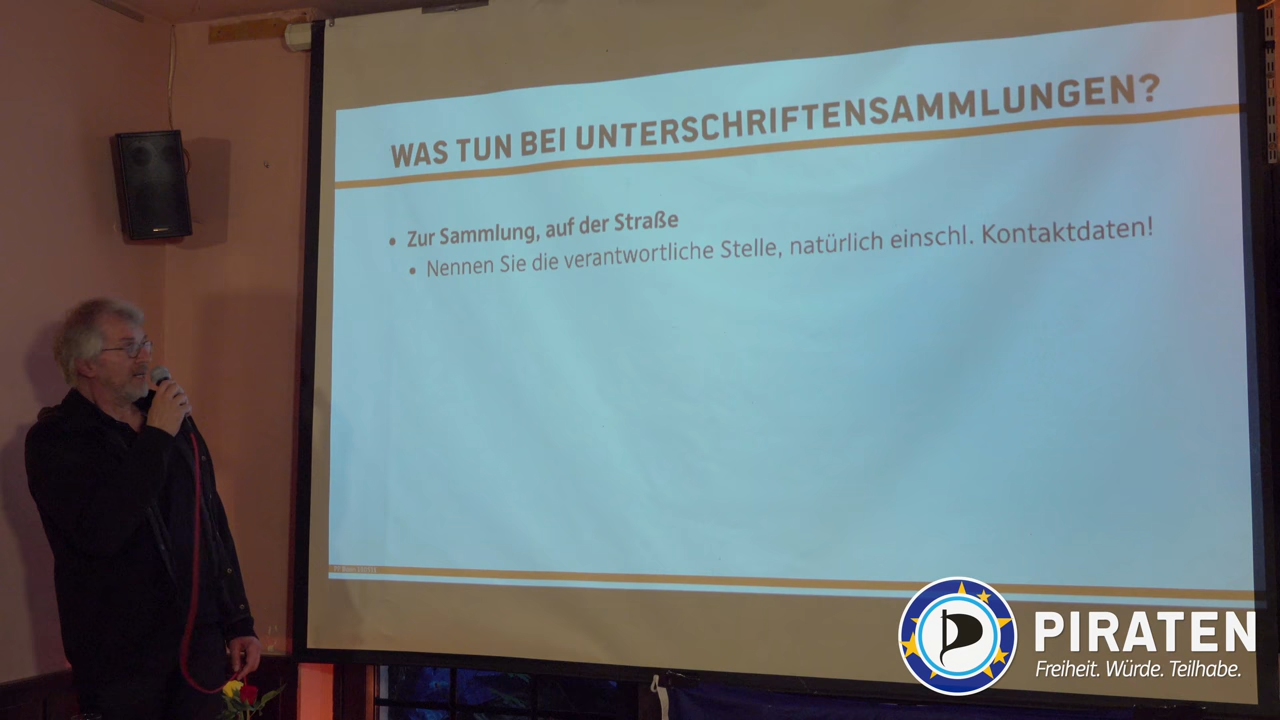 WAS TUN BEI UNTERSCHRIFTENSAMMLUNGEN?
• Zur Sammlung, auf der Straße
• Nennen Sie die verantwortliche Stelle, natürlich einschl. Kontaktdaten!
PIRATEN
Freiheit. Würde. Teilhabe.